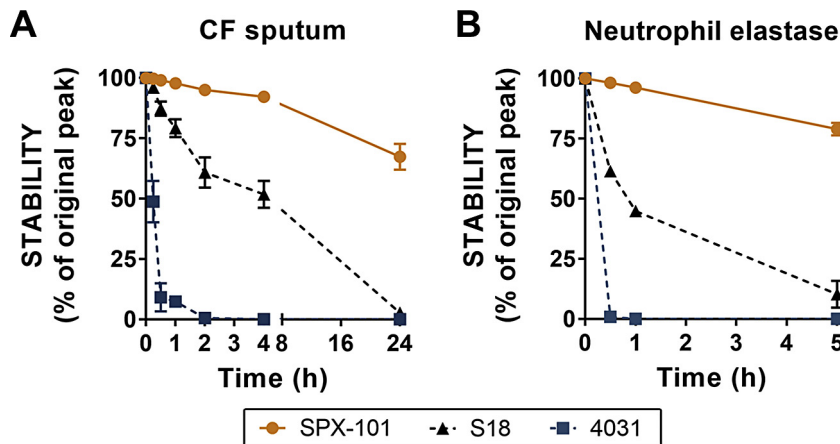 A
CF sputum
STABILITY
(% of original peak)
100
75
50
25
0
0 1 2 3 4 8 16 24
Time (h)
B
Neutrophil elastase
STABILITY
(% of original peak)
100
75
50
25
0
0 1 2 3 4 5
Time (h)
SPX-101 S18 4031